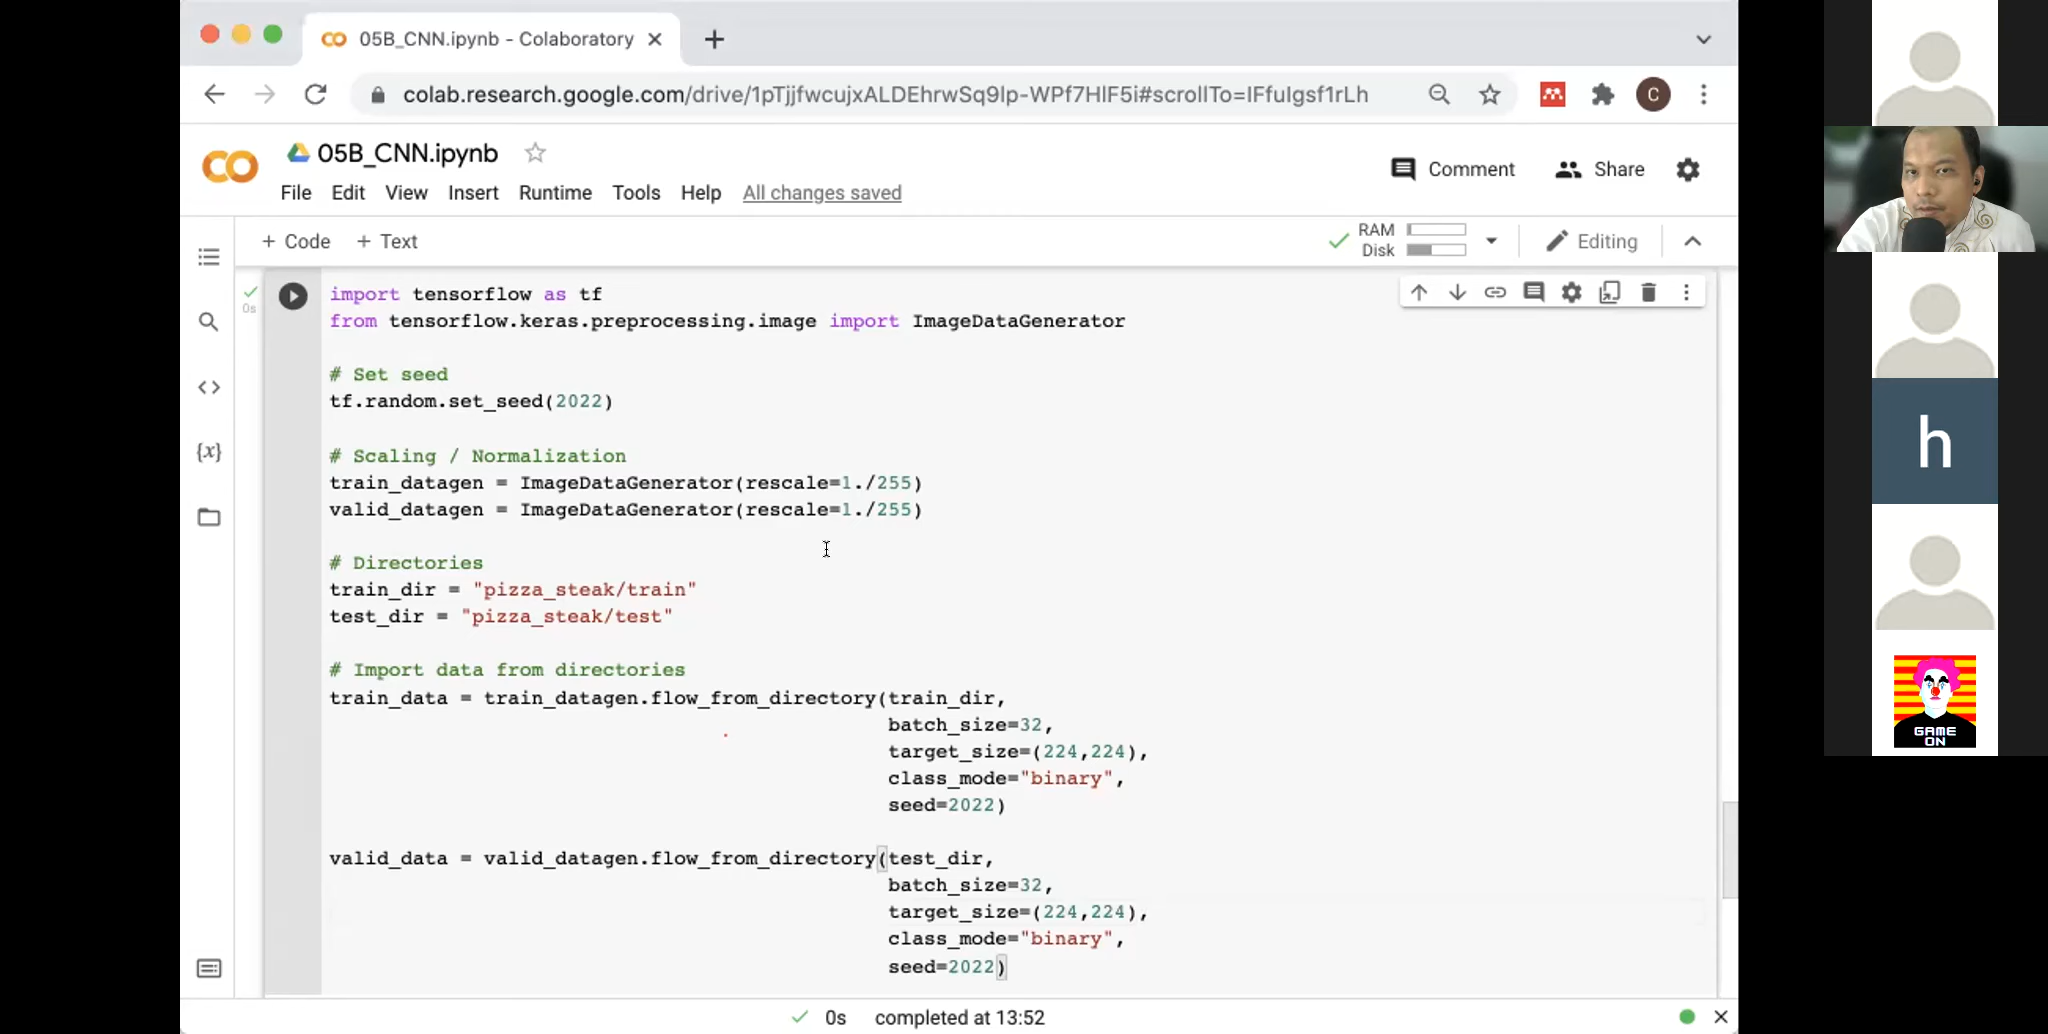 05B_CNN.ipynb - Colaboratory
colab.research.google.com/drive/1pTjjfwcujxALDEhrwSq9lp-WPf7HlF5i#scrollTo=IFfuIgsf1rLh
C
05B_CNN.ipynb
Comment
Share
File Edit View Insert Runtime Tools Help All changes saved
+ Code + Text
RAM
Disk
Editing
0s
import tensorflow as tf
from tensorflow.keras.preprocessing.image import ImageDataGenerator
# Set seed
tf.random.set_seed(2022)
# Scaling / Normalization
train_datagen = ImageDataGenerator(rescale=1./255)
valid_datagen = ImageDataGenerator(rescale=1./255)
# Directories
train_dir = "pizza_steak/train"
test_dir = "pizza_steak/test"
# Import data from directories
train_data = train_datagen.flow_from_directory(train_dir,
batch_size=32,
target_size=(224,224),
class_mode="binary",
seed=2022)
valid_data = valid_datagen.flow_from_directory(test_dir,
batch_size=32,
target_size=(224,224),
class_mode="binary",
seed=2022)
0s completed at 13:52
h
GAME
ON